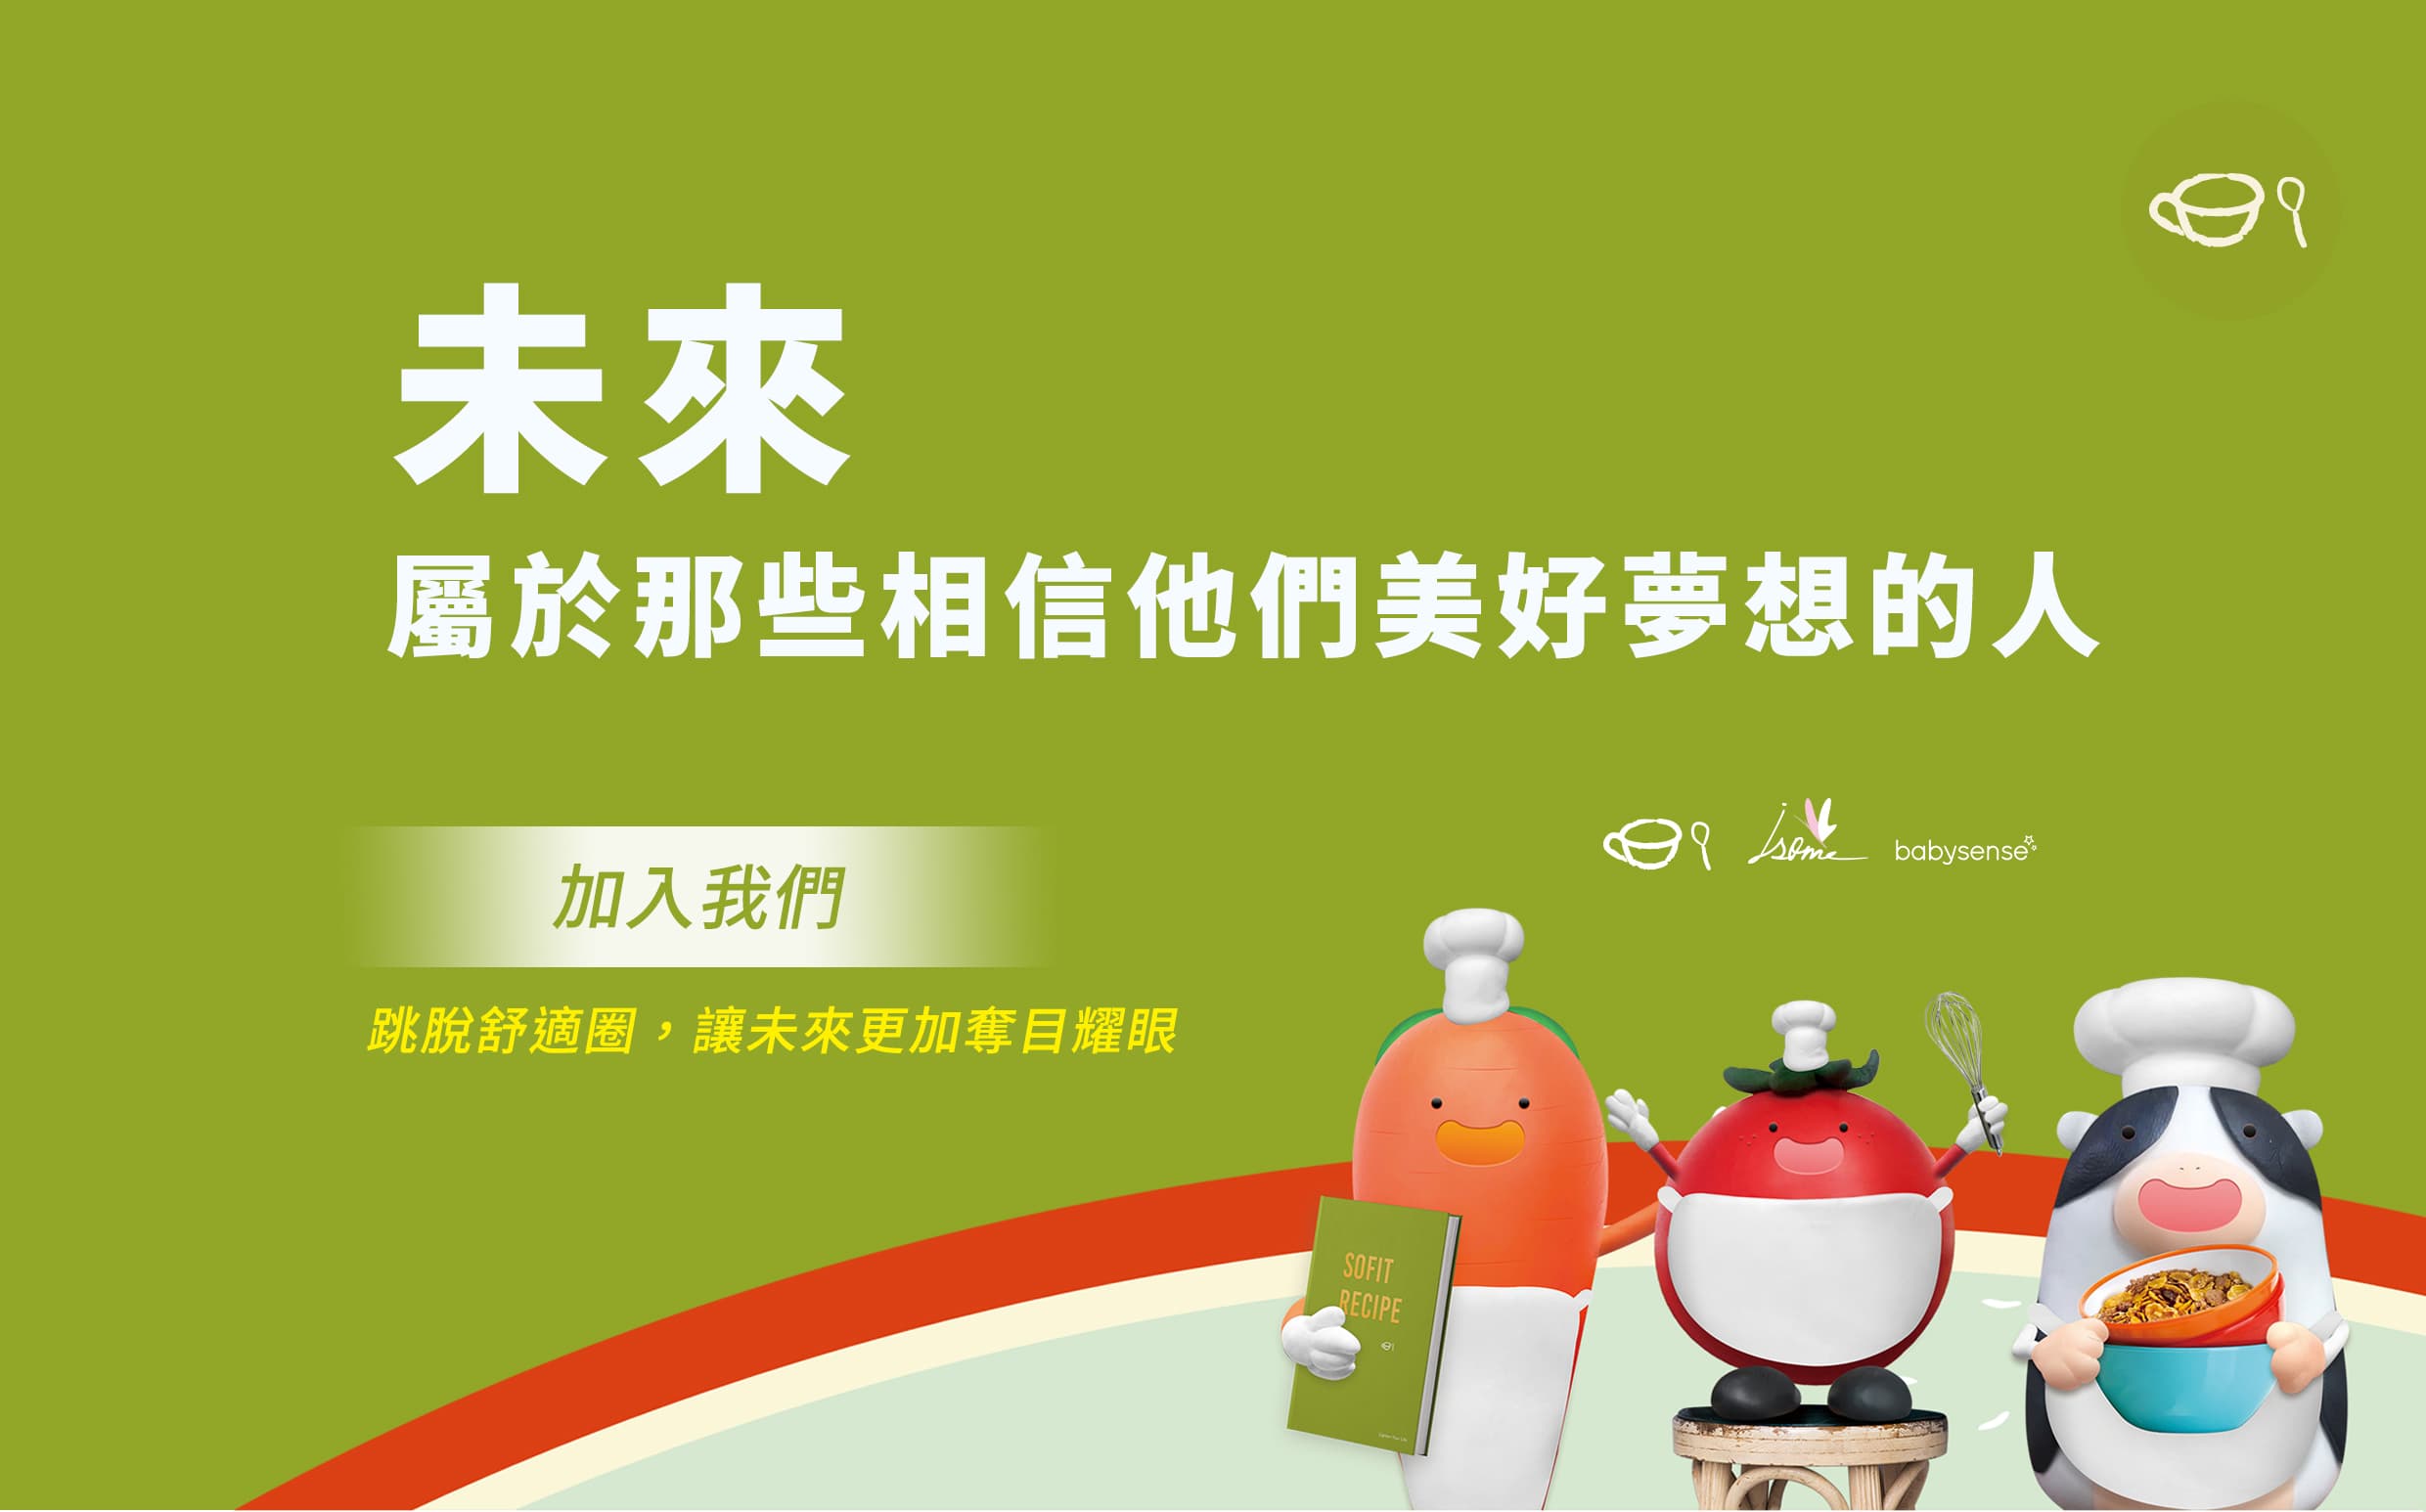 未來
屬於那些相信他們美好夢想的人
jsome babysense
加入我們
跳脫舒適圈，讓未來更加奪目耀眼
SOFIT
RECIPE